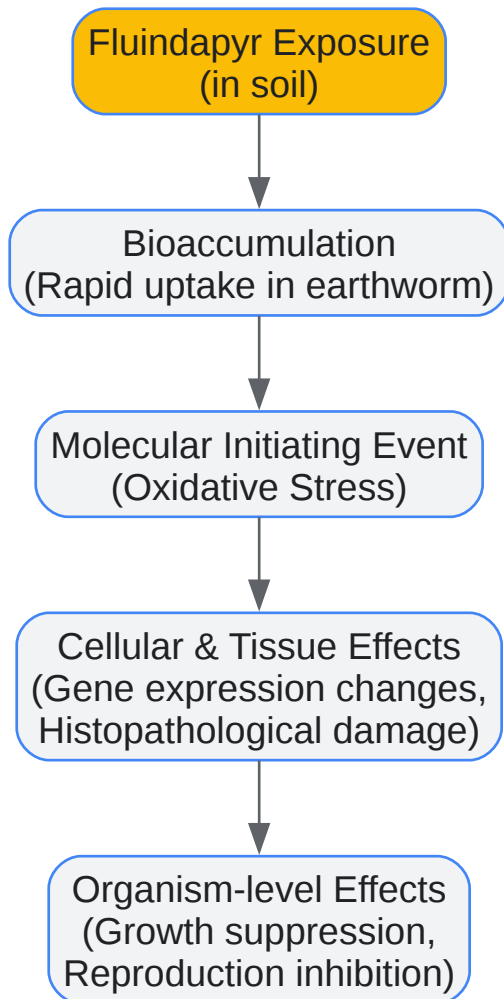 Fluindapyr Exposure
(in soil)
Bioaccumulation
(Rapid uptake in earthworm)
Molecular Initiating Event
(Oxidative Stress)
Cellular & Tissue Effects
(Gene expression changes,
Histopathological damage)
Organism-level Effects
(Growth suppression,
Reproduction inhibition)